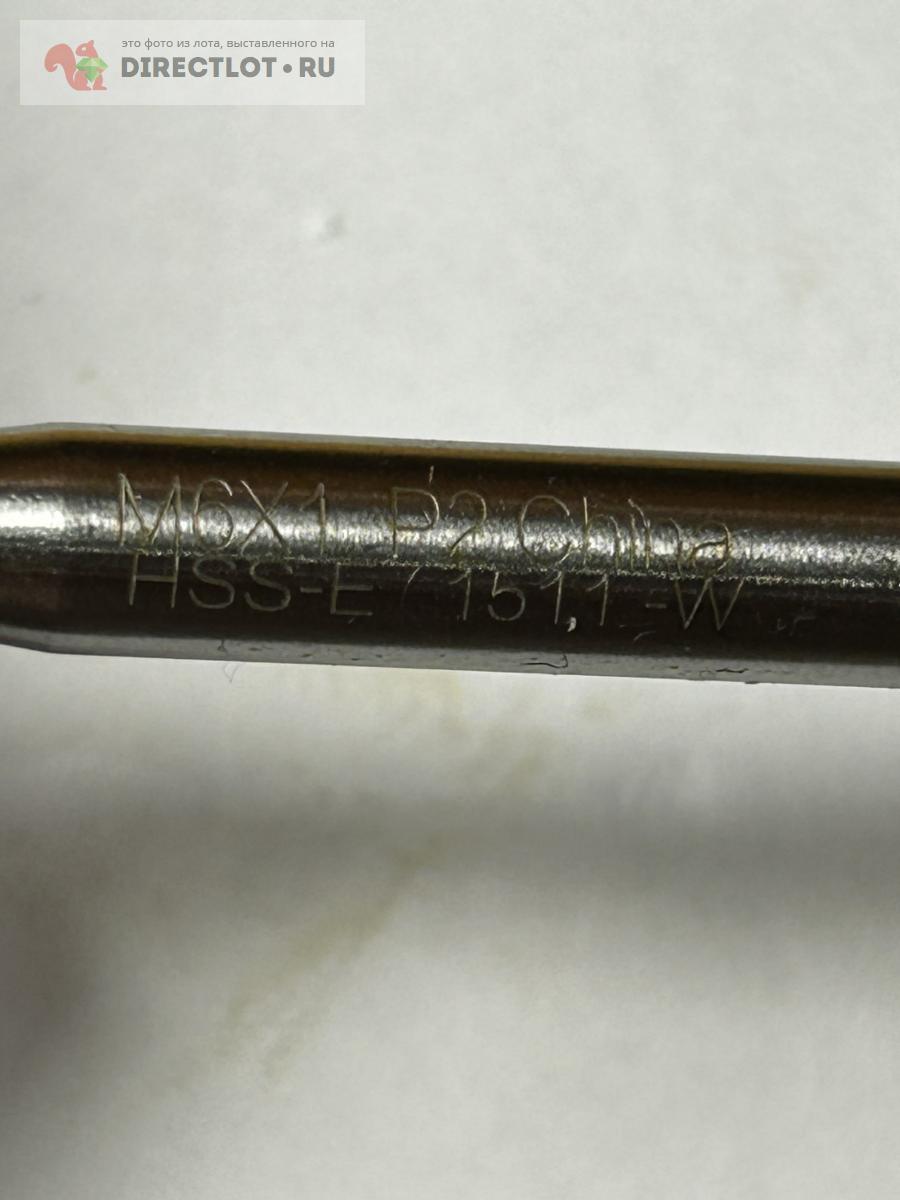 это фото из лота, выставленного на
DIRECTLOT•RU
M6X1 P2 China
HSS-E 1511-W